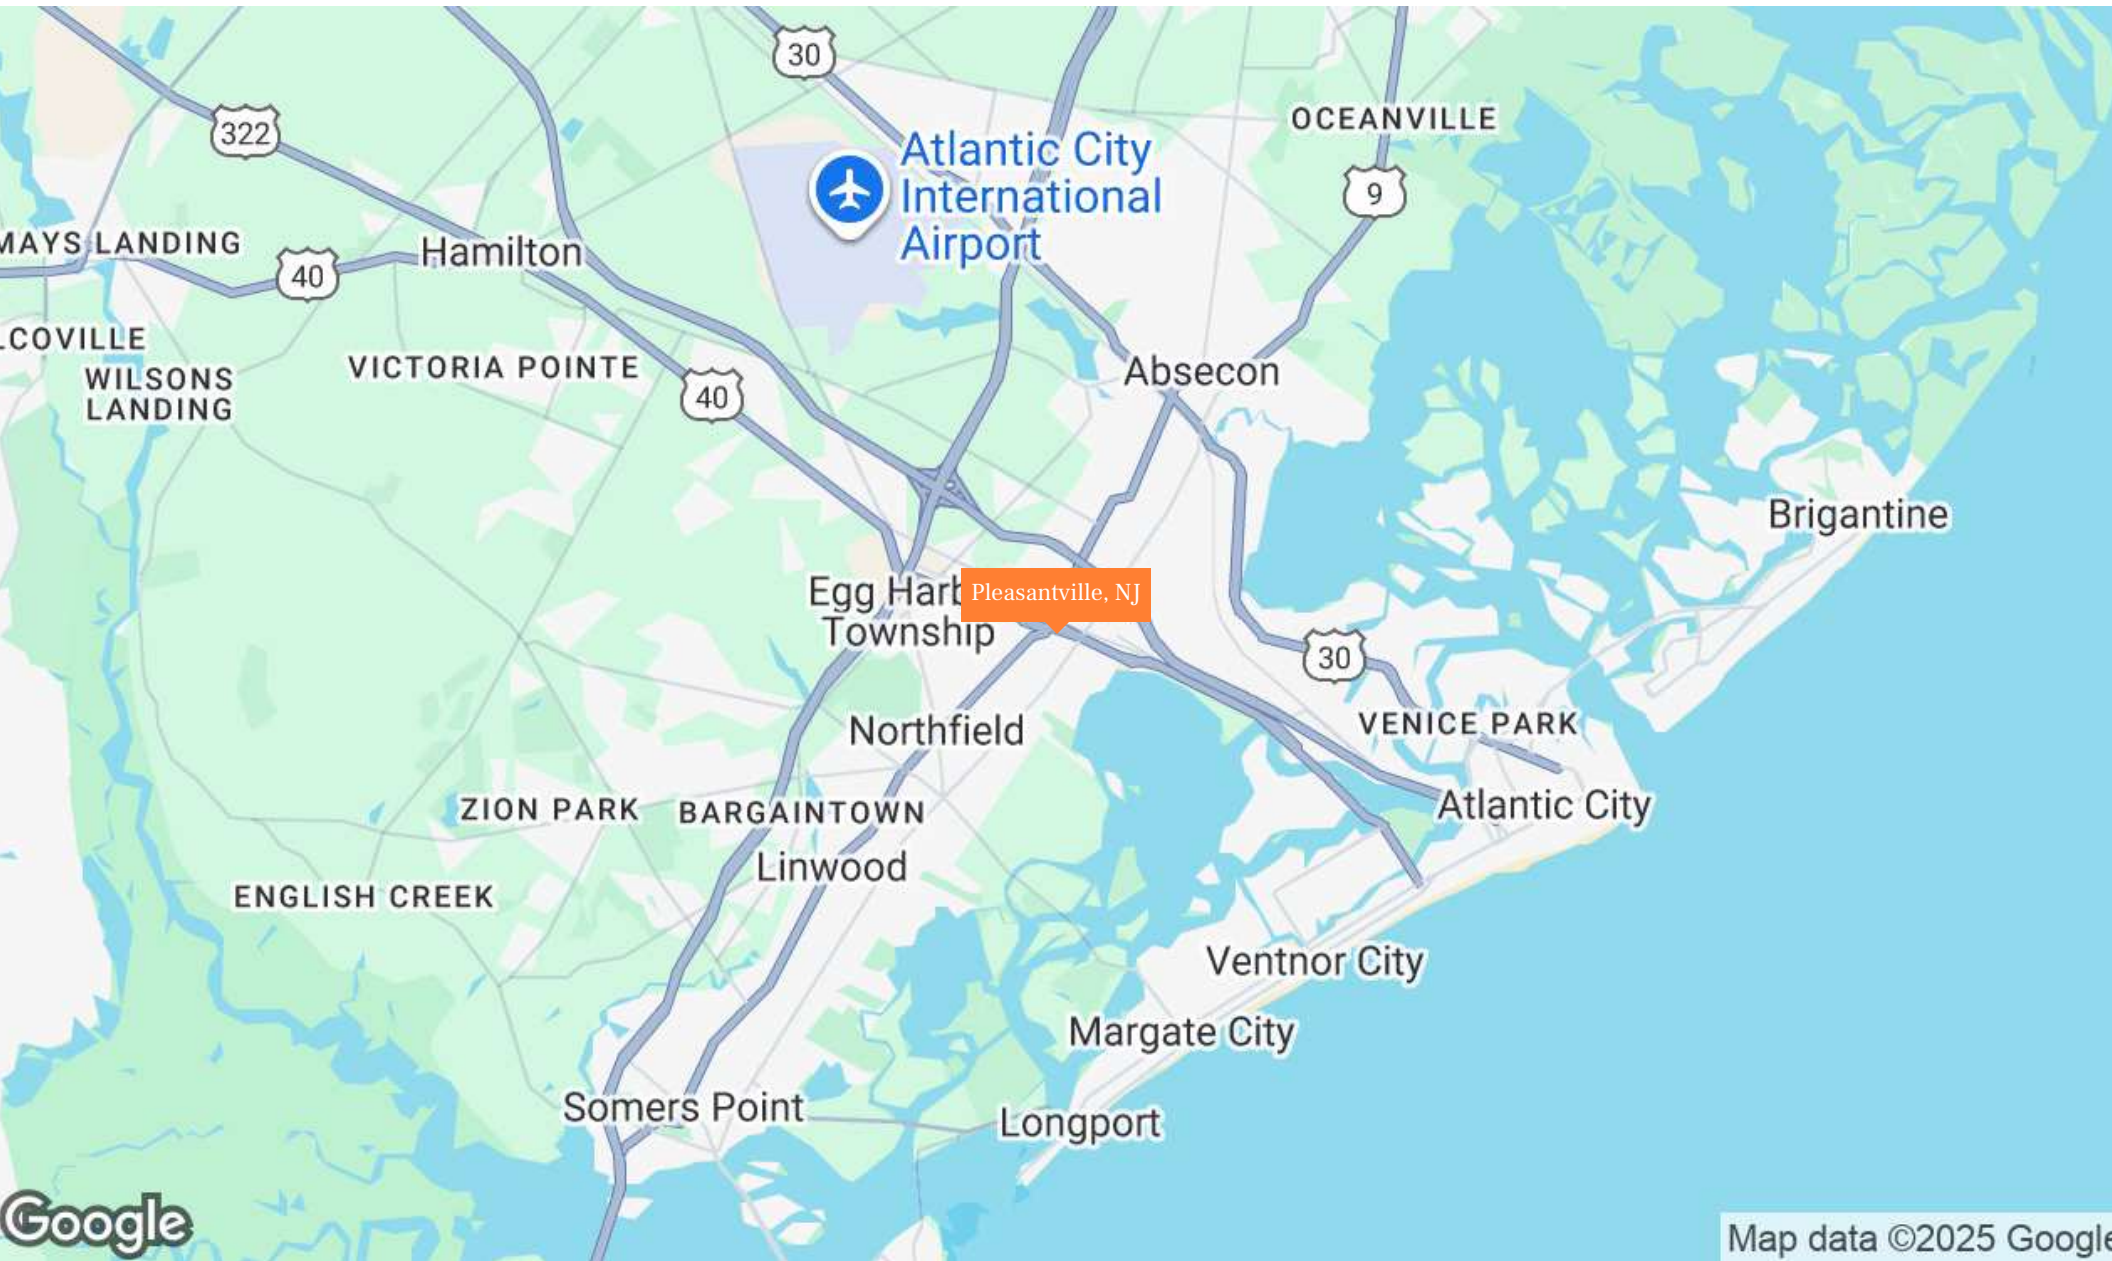 30
OCEANVILLE
322
Atlantic City
International
Airport
9
MAYS LANDING
Hamilton
40
LCOVILLE
WILSONS
LANDING
VICTORIA POINTE
40
Absecon
Brigantine
Egg Harb
Township
Pleasantville, NJ
30
Northfield
VENICE PARK
ZION PARK
BARGAINTOWN
Atlantic City
Linwood
ENGLISH CREEK
Ventnor City
Margate City
Somers Point
Longport
Google
Map data ©2025 Google